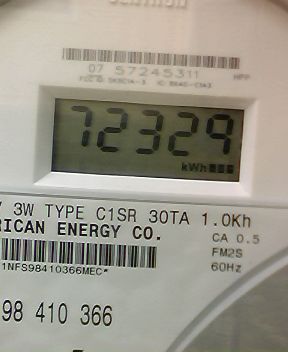 07 57245311
HPP
72329
kWh
3W TYPE C1SR 30TA 1.0Kh
RICAN ENERGY CO.
CA 0.5
FM2S
60Hz
1NFS98410366MEC*
98 410 366